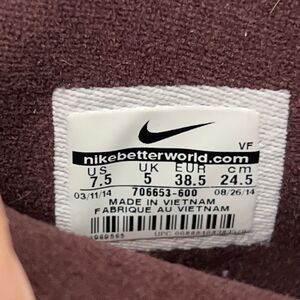 VF
nikebetterworld.com
US UK EUR cm
7.5 5 38.5 24.5
03/11/14 706653-600 08/26/14
MADE IN VIETNAM
FABRIQUE AU VIETNAM
UPC